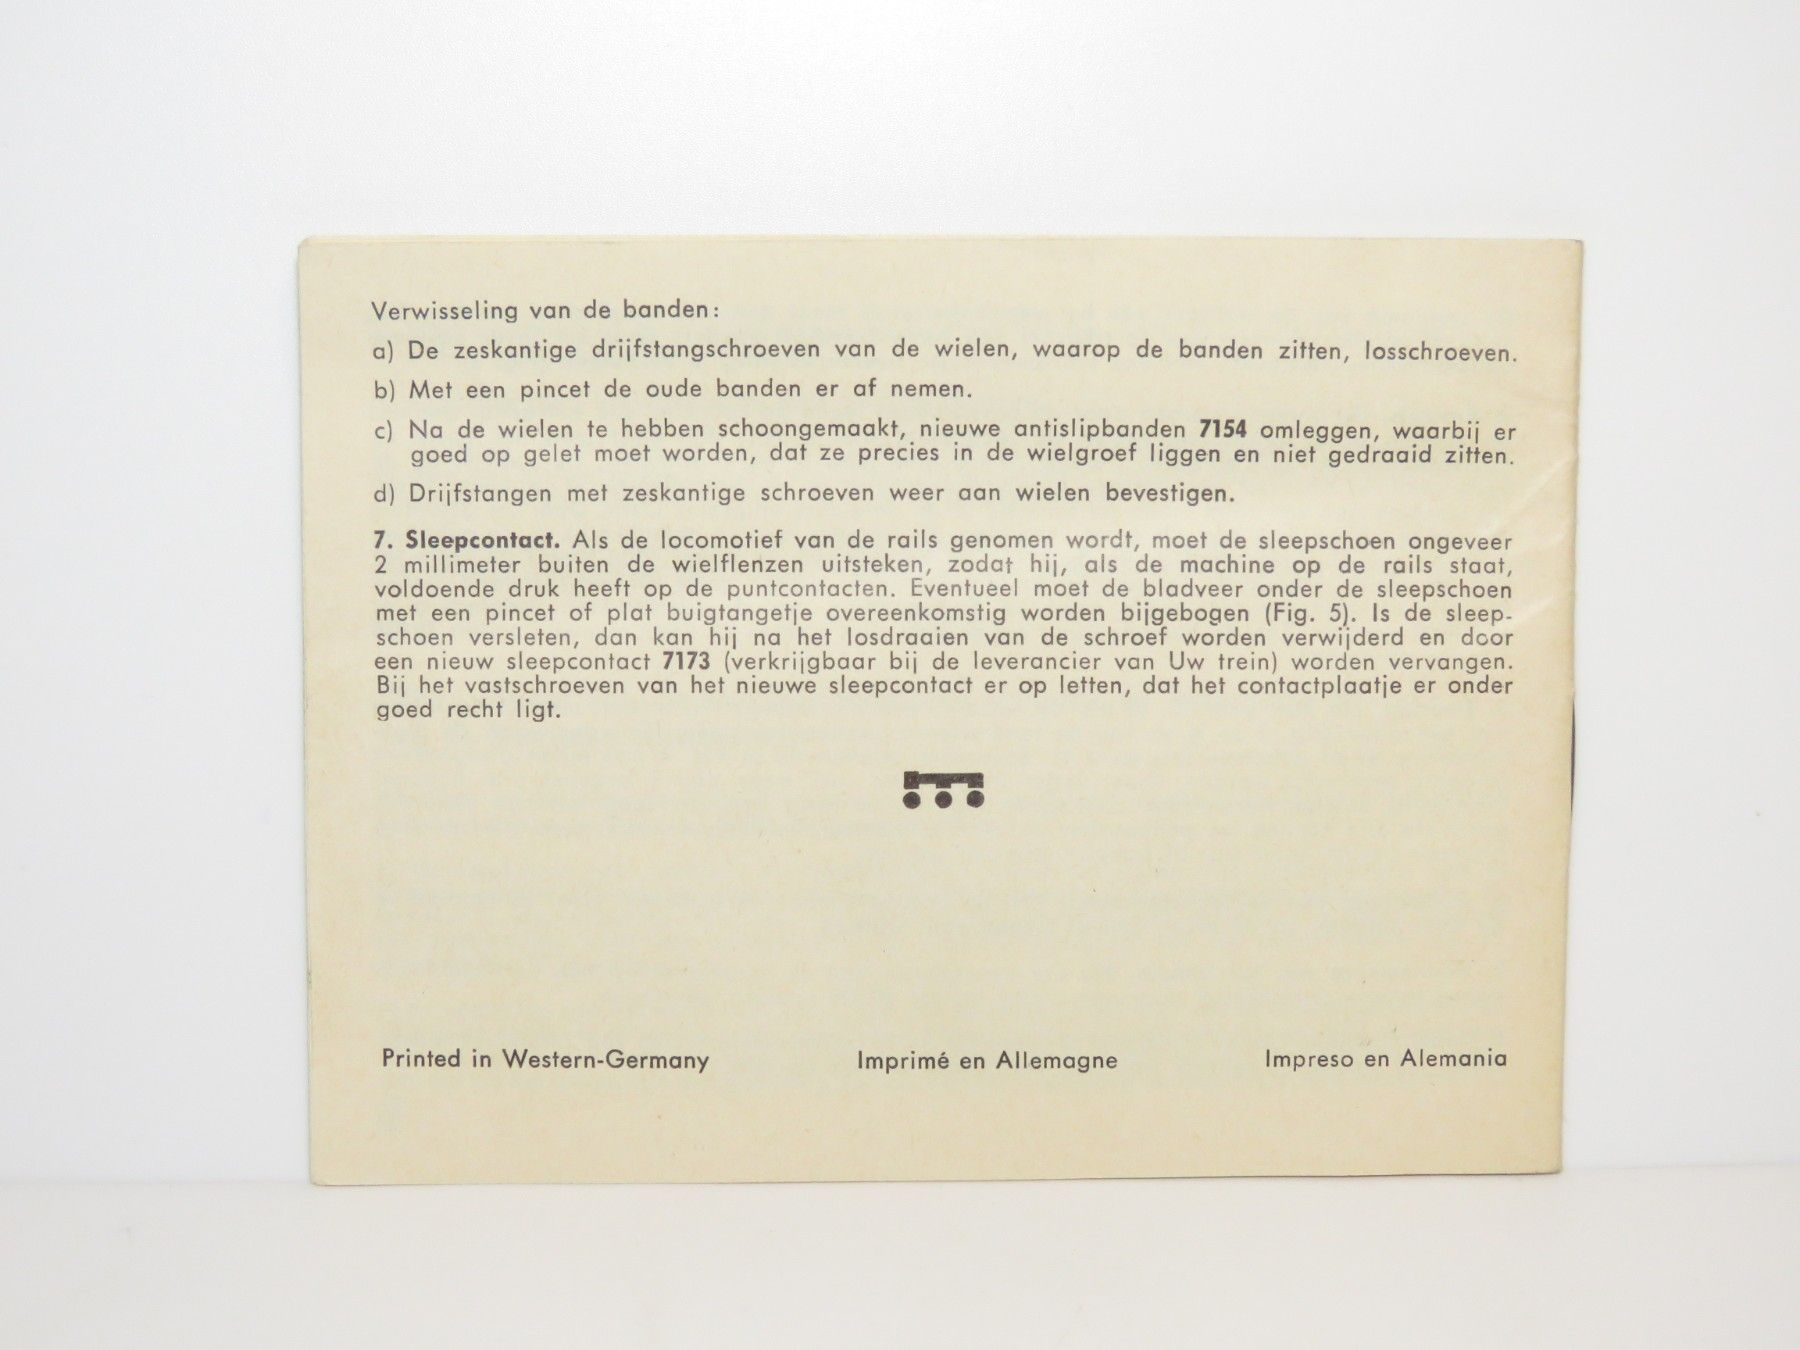 Verwisseling van de banden:
a) De zeskantige drijfstangschroeven van de wielen, waarop de banden zitten, losschroeven.
b) Met een pincet de oude banden er af nemen.
c) Na de wielen te hebben schoongemaakt, nieuwe antislipbanden 7154 omleggen, waarbij er
goed op gelet moet worden, dat ze precies in de wielgroef liggen en niet gedraaid zitten.
d) Drijfstangen met zeskantige schroeven weer aan wielen bevestigen.
7. Sleepcontact. Als de locomotief van de rails genomen wordt, moet de sleepschoen ongeveer
2 millimeter buiten de wielflenzen uitsteken, zodat hij, als de machine op de rails staat,
voldoende druk heeft op de puntcontacten. Eventueel moet de bladveer onder de sleepschoen
met een pincet of plat buigtangetje overeenkomstig worden bijgebogen (Fig. 5). Is de sleep-
schoen versleten, dan kan hij na het losdraaien van de schroef worden verwijderd en door
een nieuw sleepcontact 7173 (verkrijgbaar bij de leverancier van Uw trein) worden vervangen.
Bij het vastschroeven van het nieuwe sleepcontact er op letten, dat het contactplaatje er onder
goed recht ligt.
Printed in Western-Germany
Imprimé en Allemagne
Impreso en Alemania